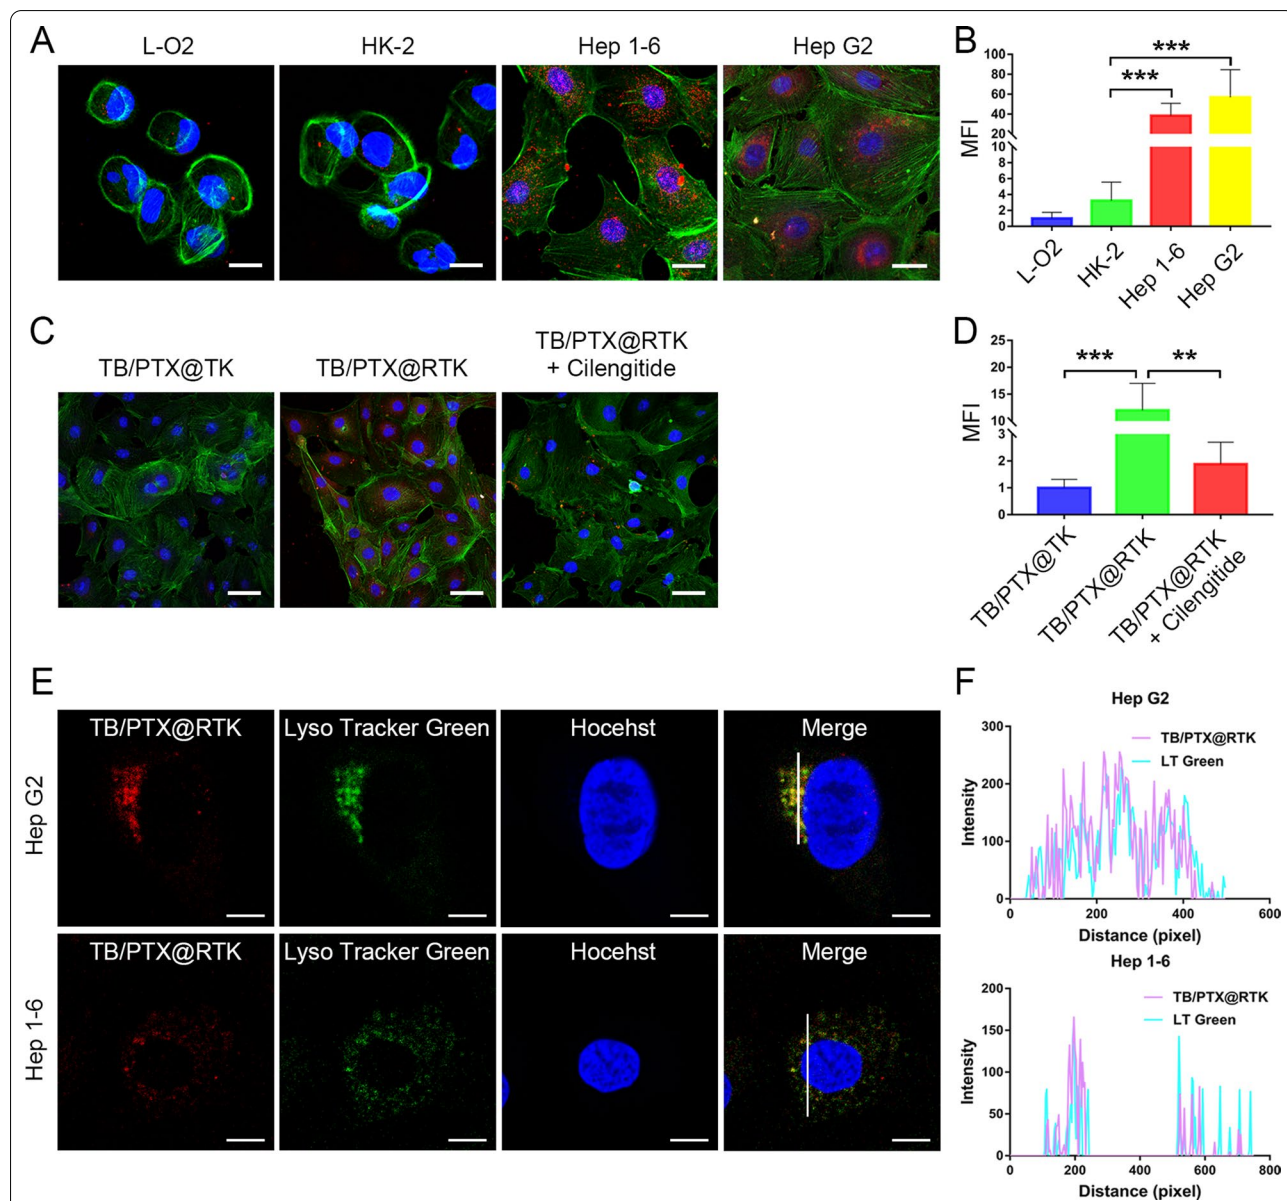 A
L-O2
HK-2
Hep 1-6
Hep G2
B
MFI
100
80
60
40
20
10
8
6
4
2
0
***
***
L-O2
HK-2
Hep 1-6
Hep G2
C
TB/PTX@TK
TB/PTX@RTK
TB/PTX@RTK
+ Cilengitide
D
MFI
25
20
15
10
3
2
1
0
***
**
TB/PTX@TK
TB/PTX@RTK
TB/PTX@RTK
+ Cilengitide
E
Hep G2
TB/PTX@RTK
Lyso Tracker Green
Hocehst
Merge
Hep 1-6
TB/PTX@RTK
Lyso Tracker Green
Hocehst
Merge
F
Hep G2
TB/PTX@RTK
LT Green
Intensity
300
200
100
0
0 200 400 600
Distance (pixel)
Hep 1-6
TB/PTX@RTK
LT Green
Intensity
200
150
100
50
0
0 200 400 600 800
Distance (pixel)